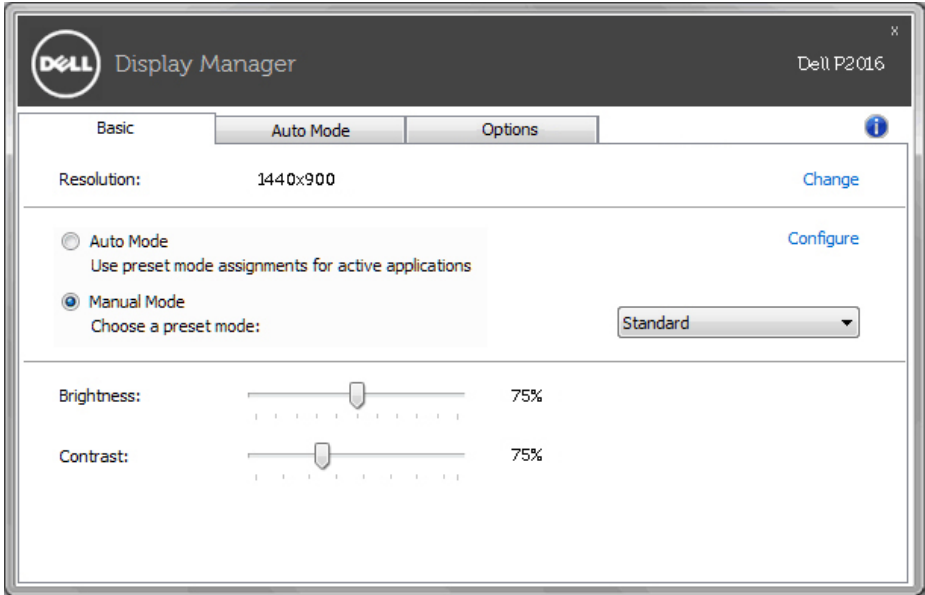 x
DELL Display Manager Dell P2016
Basic Auto Mode Options i
Resolution: 1440x900 Change
Auto Mode Configure
Use preset mode assignments for active applications
Manual Mode
Choose a preset mode: Standard
Brightness: 75%
Contrast: 75%